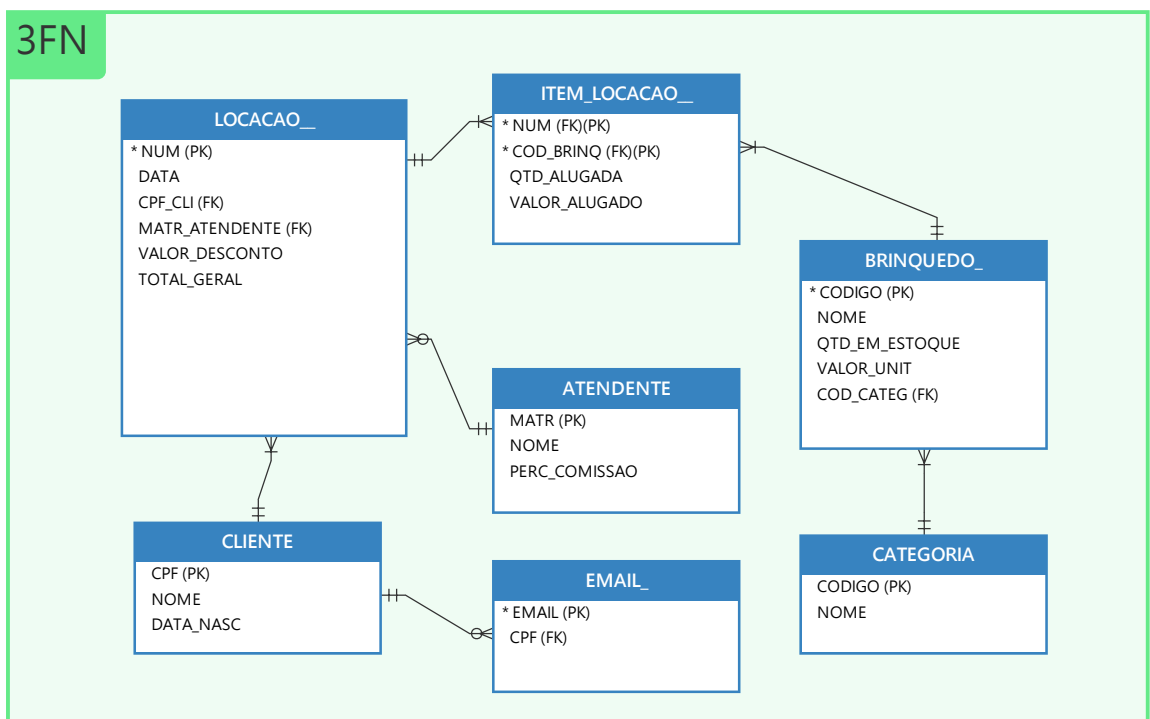 3FN
LOCACAO__
* NUM (PK)
DATA
CPF_CLI (FK)
MATR_ATENDENTE (FK)
VALOR_DESCONTO
TOTAL_GERAL
ITEM_LOCACAO__
* NUM (FK)(PK)
* COD_BRINQ (FK)(PK)
QTD_ALUGADA
VALOR_ALUGADO
BRINQUEDO_
* CODIGO (PK)
NOME
QTD_EM_ESTOQUE
VALOR_UNIT
COD_CATEG (FK)
ATENDENTE
MATR (PK)
NOME
PERC_COMISSAO
CLIENTE
CPF (PK)
NOME
DATA_NASC
EMAIL_
* EMAIL (PK)
CPF (FK)
CATEGORIA
CODIGO (PK)
NOME